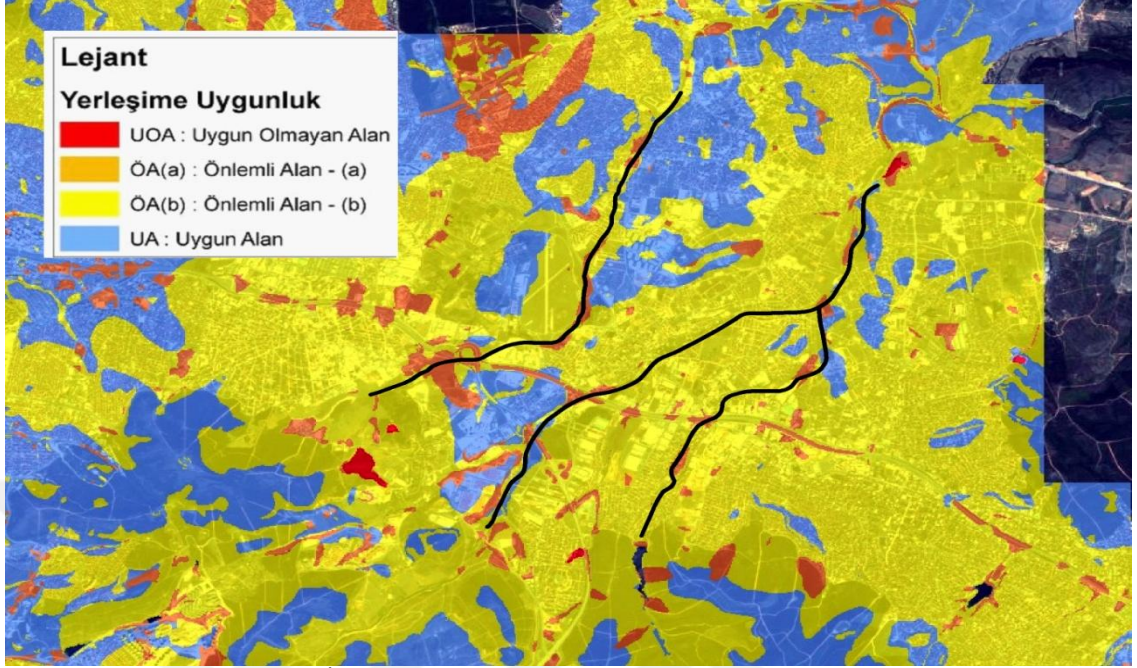 Lejant
Yerleşime Uygunluk
UOA : Uygun Olmayan Alan
ÖA(a) : Önlemli Alan - (a)
ÖA(b) : Önlemli Alan - (b)
UA : Uygun Alan